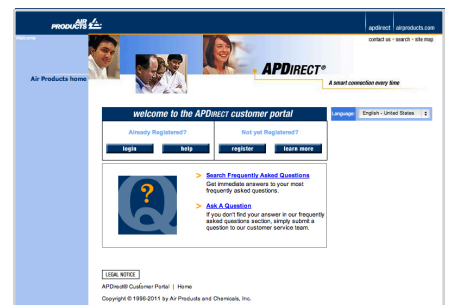 AIR
PRODUCTS
apdirect airproducts.com
Welcome
contact us - search - site map
Air Products home
APDIRECT®
A smart connection every time
welcome to the APDIRECT customer portal
Language: English - United States
Already Registered?
Not yet Registered?
login
help
register
learn more
?
Q
> Search Frequently Asked Questions
Get immediate answers to your most
frequently asked questions.
> Ask A Question
If you don't find your answer in our frequently
asked questions section, simply submit a
question to our customer service team.
LEGAL NOTICE
APDirect® Customer Portal | Home
Copyright © 1996-2011 by Air Products and Chemicals, Inc.